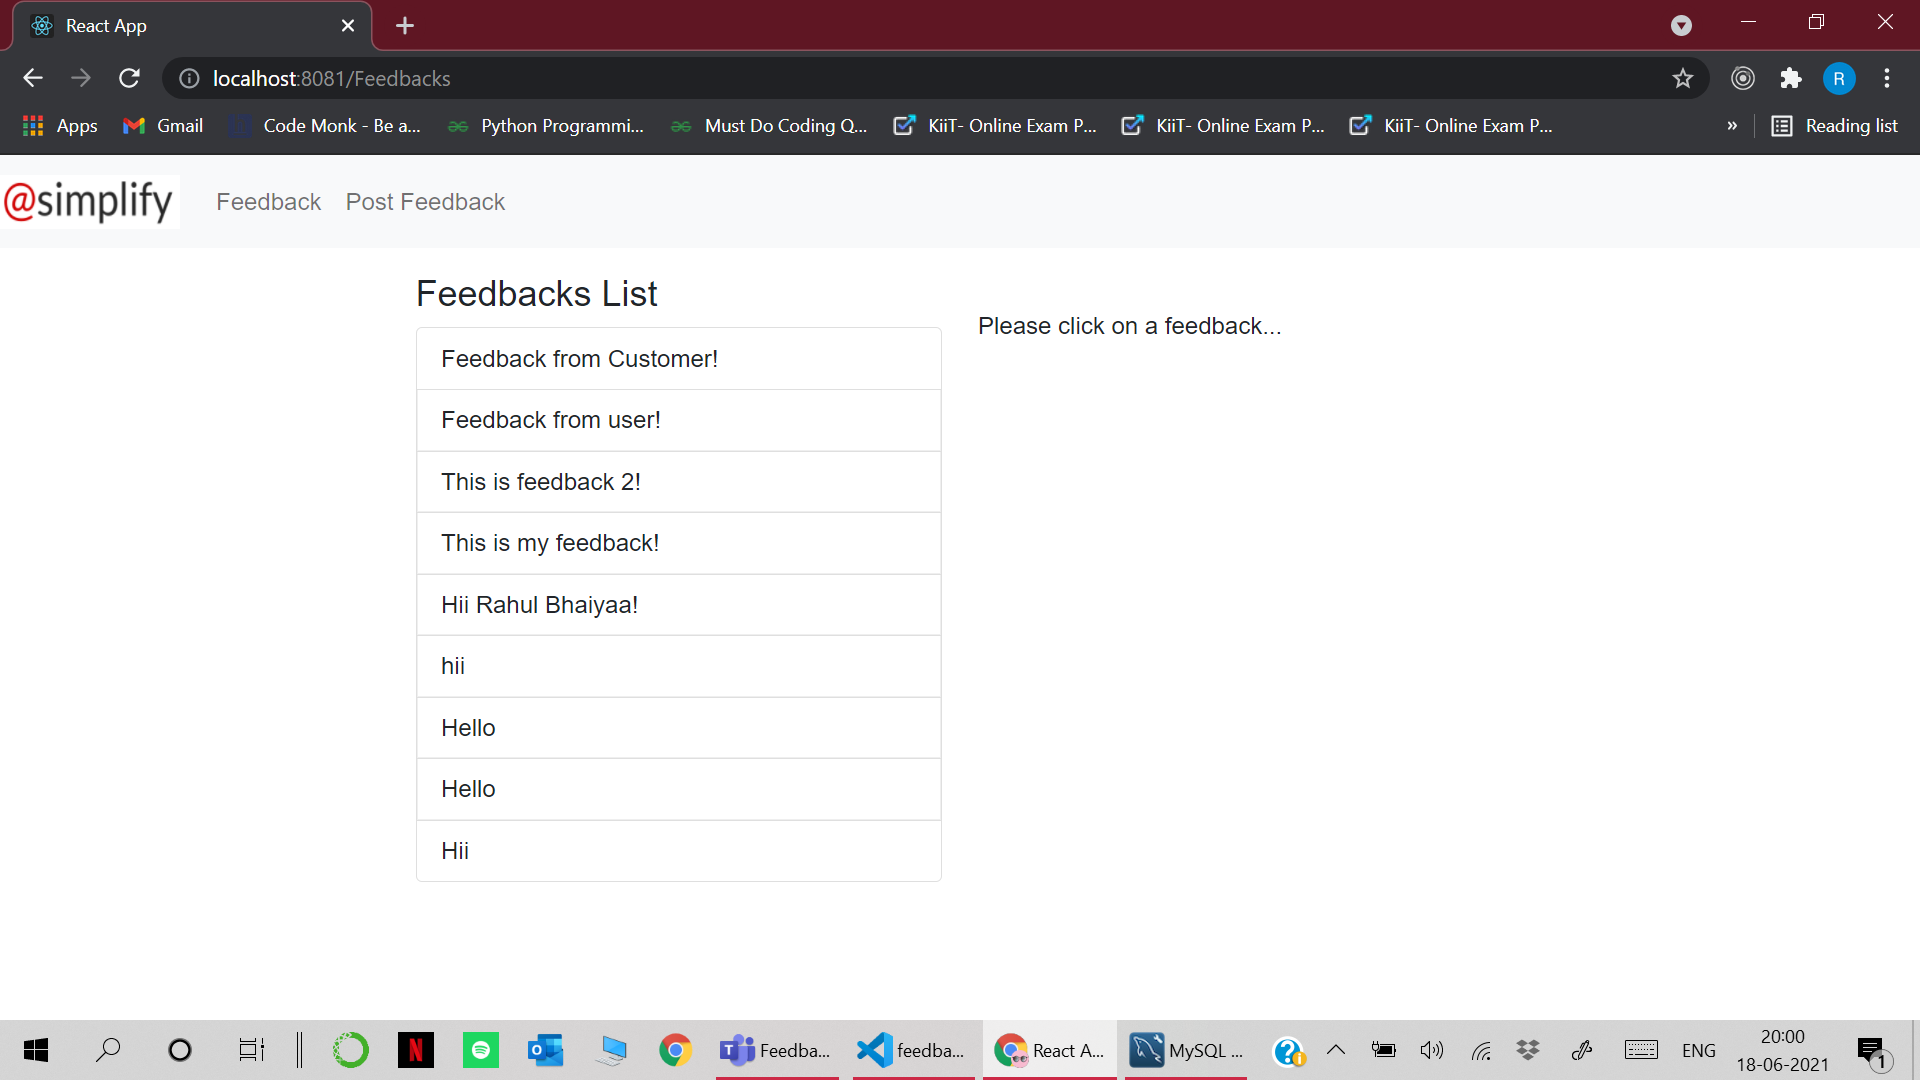 React App
localhost:8081/Feedbacks
R
Apps Gmail Code Monk - Be a... Python Programmi... Must Do Coding Q... KiiT- Online Exam P... KiiT- Online Exam P... KiiT- Online Exam P... » Reading list
@simplify Feedback Post Feedback
Feedbacks List
Please click on a feedback...
Feedback from Customer!
Feedback from user!
This is feedback 2!
This is my feedback!
Hii Rahul Bhaiyaa!
hii
Hello
Hello
Hii
Feedba... feedba... React A... MySQL ... ENG
20:00
18-06-2021
1